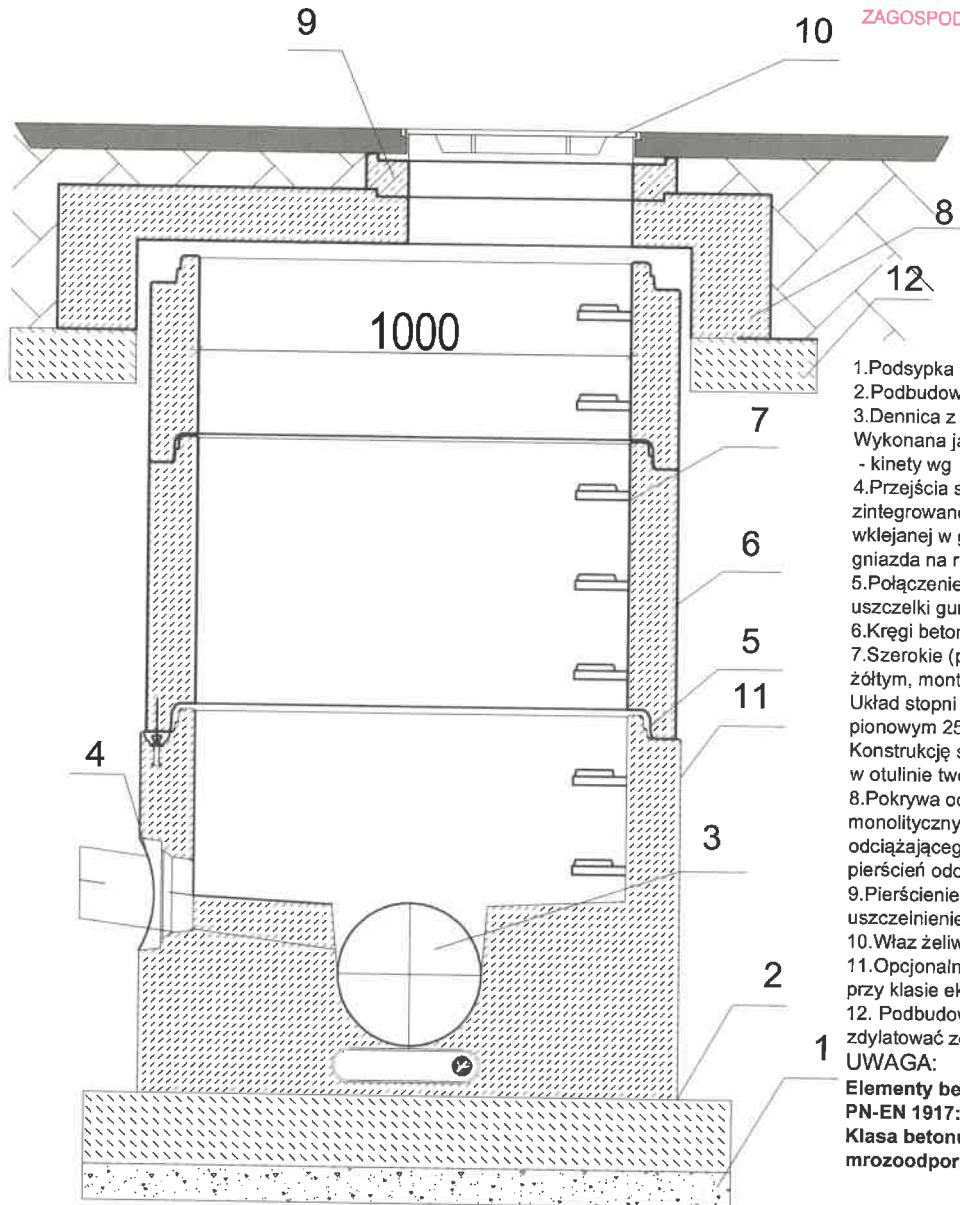 ZAGOSPOD
9
10
8
12
1000
7
6
5
11
4
3
2
1
1.Podsypka
2.Podbudow
3.Dennica z
Wykonana ja
- kinety wg
4.Przejścia s
zintegrowane
wklejanej w g
gniazda na r
5.Połączenie
uszczelki gur
6.Kręgi beton
7.Szerokie (p
żółtym, mont
Układ stopni
pionowym 25
Konstrukcję s
w otulinie two
8.Pokrywa od
monolityczny
odciążająceg
pierścień odc
9.Pierścienie
uszczelnienie
10.Właz żeliw
11.Opcjonaln
przy klasie ek
12. Podbudow
zdylatować ze
UWAGA:
Elementy be
PN-EN 1917:
Klasa betonu
mrozoodpor